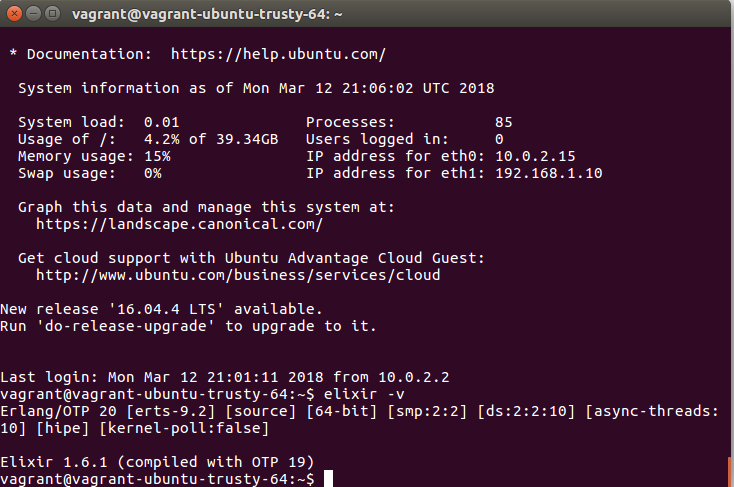 vagrant@vagrant-ubuntu-trusty-64: ~
* Documentation:  https://help.ubuntu.com/
System information as of Mon Mar 12 21:06:02 UTC 2018
System load:  0.01              Processes:           85
Usage of /:   4.2% of 39.34GB   Users logged in:     0
Memory usage: 15%               IP address for eth0: 10.0.2.15
Swap usage:   0%                IP address for eth1: 192.168.1.10
Graph this data and manage this system at:
https://landscape.canonical.com/
Get cloud support with Ubuntu Advantage Cloud Guest:
http://www.ubuntu.com/business/services/cloud
New release '16.04.4 LTS' available.
Run 'do-release-upgrade' to upgrade to it.
Last login: Mon Mar 12 21:01:11 2018 from 10.0.2.2
vagrant@vagrant-ubuntu-trusty-64:~$ elixir -v
Erlang/OTP 20 [erts-9.2] [source] [64-bit] [smp:2:2] [ds:2:2:10] [async-threads:
10] [hipe] [kernel-poll:false]
Elixir 1.6.1 (compiled with OTP 19)
vagrant@vagrant-ubuntu-trusty-64:~$